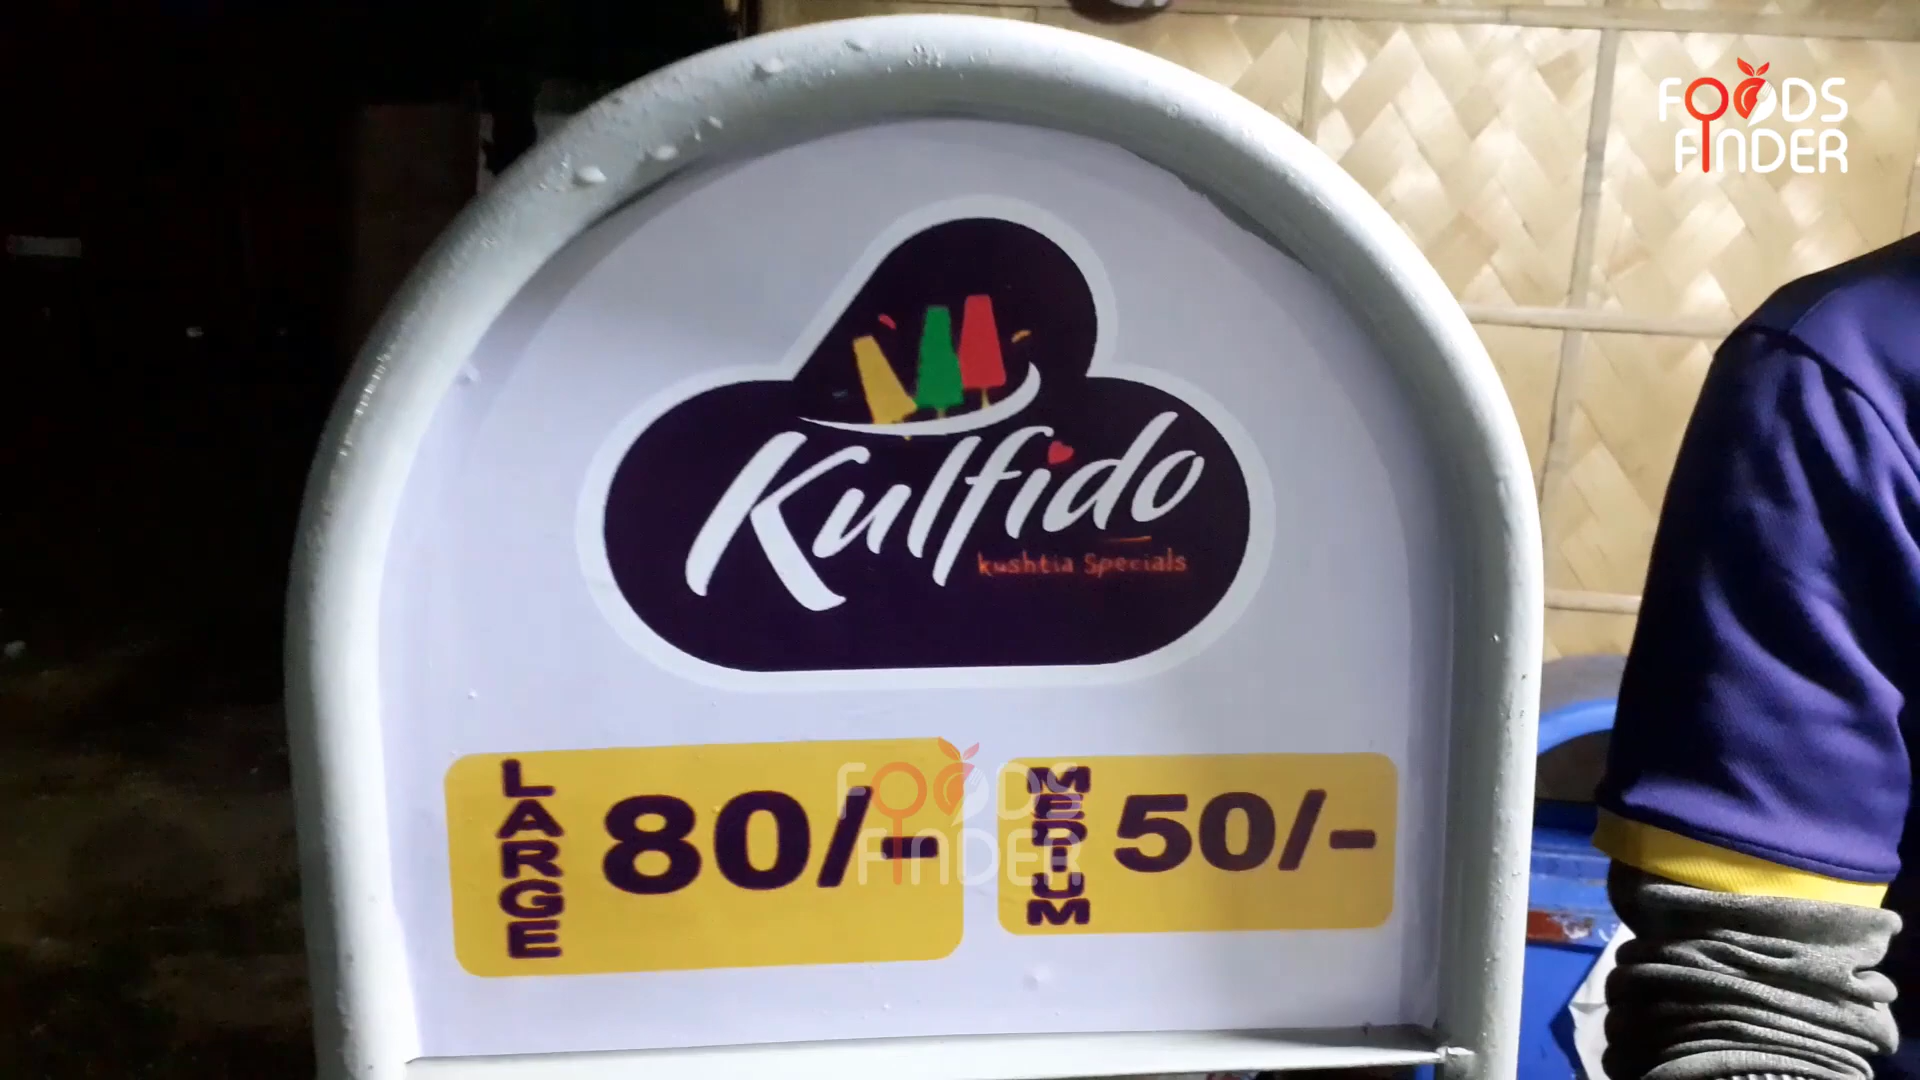 FOODS
FINDER
Kulfido
kushtia Specials
LARGE
80/-
MEDIUM
50/-
FOODS
FINDER